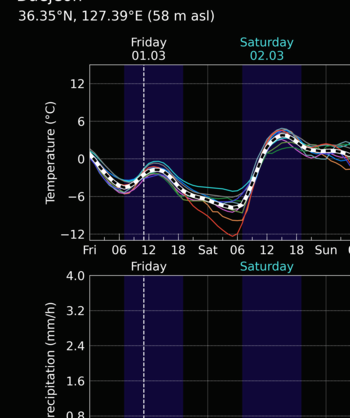 36.35°N, 127.39°E (58 m asl)
Friday Saturday
01.03 02.03
12
6
0
−6
−12
Temperature (°C)
Fri 06 12 18 Sat 06 12 18 Sun
Friday Saturday
4.0
3.2
2.4
1.6
0.8
(mm/h)